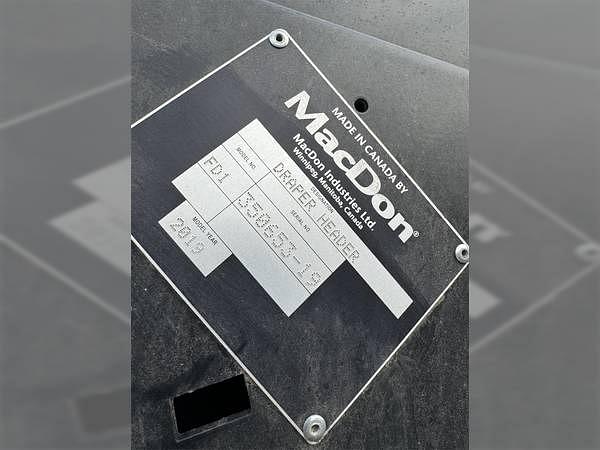 MADE IN CANADA BY
MacDon®
MacDon Industries Ltd.
Winnipeg, Manitoba, Canada
DESCRIPTION
DRAPER HEADER
MODEL NO.
FD1
SERIAL NO.
350653-19
MODEL YEAR
2019